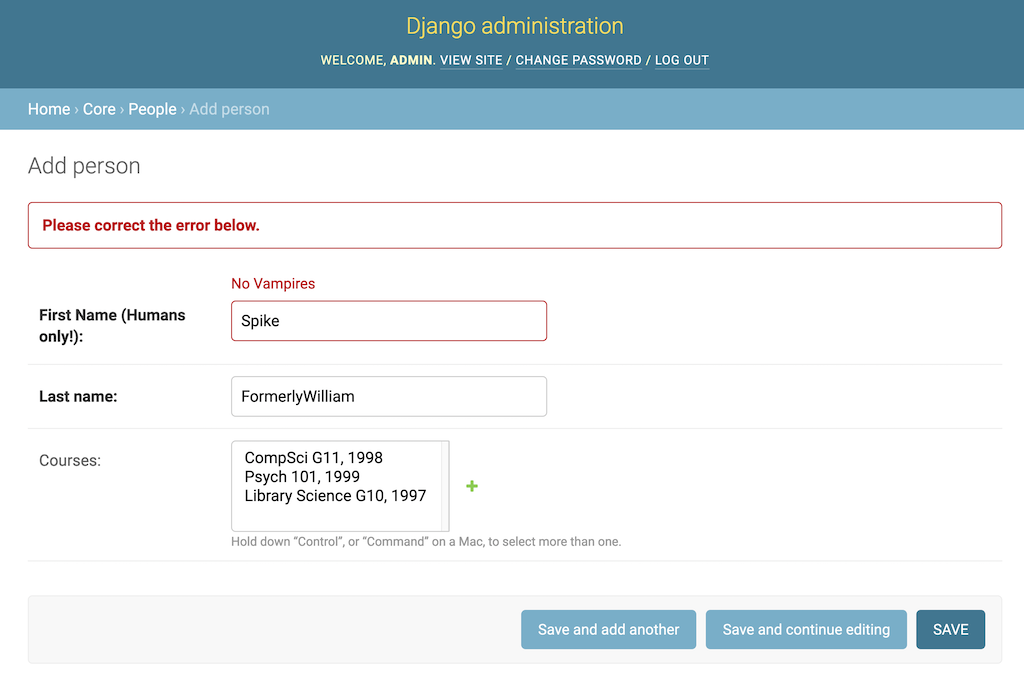 Django administration
WELCOME, ADMIN. VIEW SITE / CHANGE PASSWORD / LOG OUT
Home › Core › People › Add person
Add person
Please correct the error below.
No Vampires
First Name (Humans
only!):
Spike
Last name:
FormerlyWilliam
Courses:
CompSci G11, 1998
Psych 101, 1999
Library Science G10, 1997
Hold down “Control”, or “Command” on a Mac, to select more than one.
Save and add another
Save and continue editing
SAVE